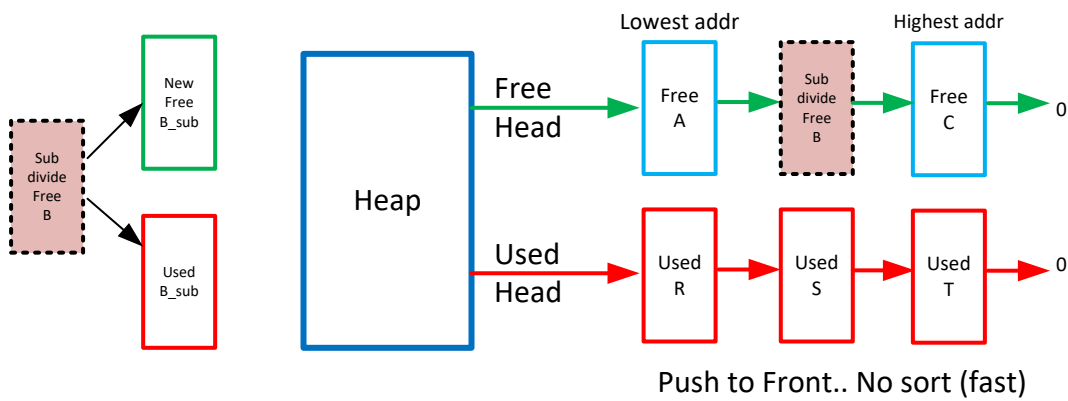 Lowest addr
Highest addr
New
Free
B_sub
Sub
divide
Free
B
Used
B_sub
Heap
Free
Head
Free
A
Sub
divide
Free
B
Free
C
0
Used
Head
Used
R
Used
S
Used
T
0
Push to Front.. No sort (fast)